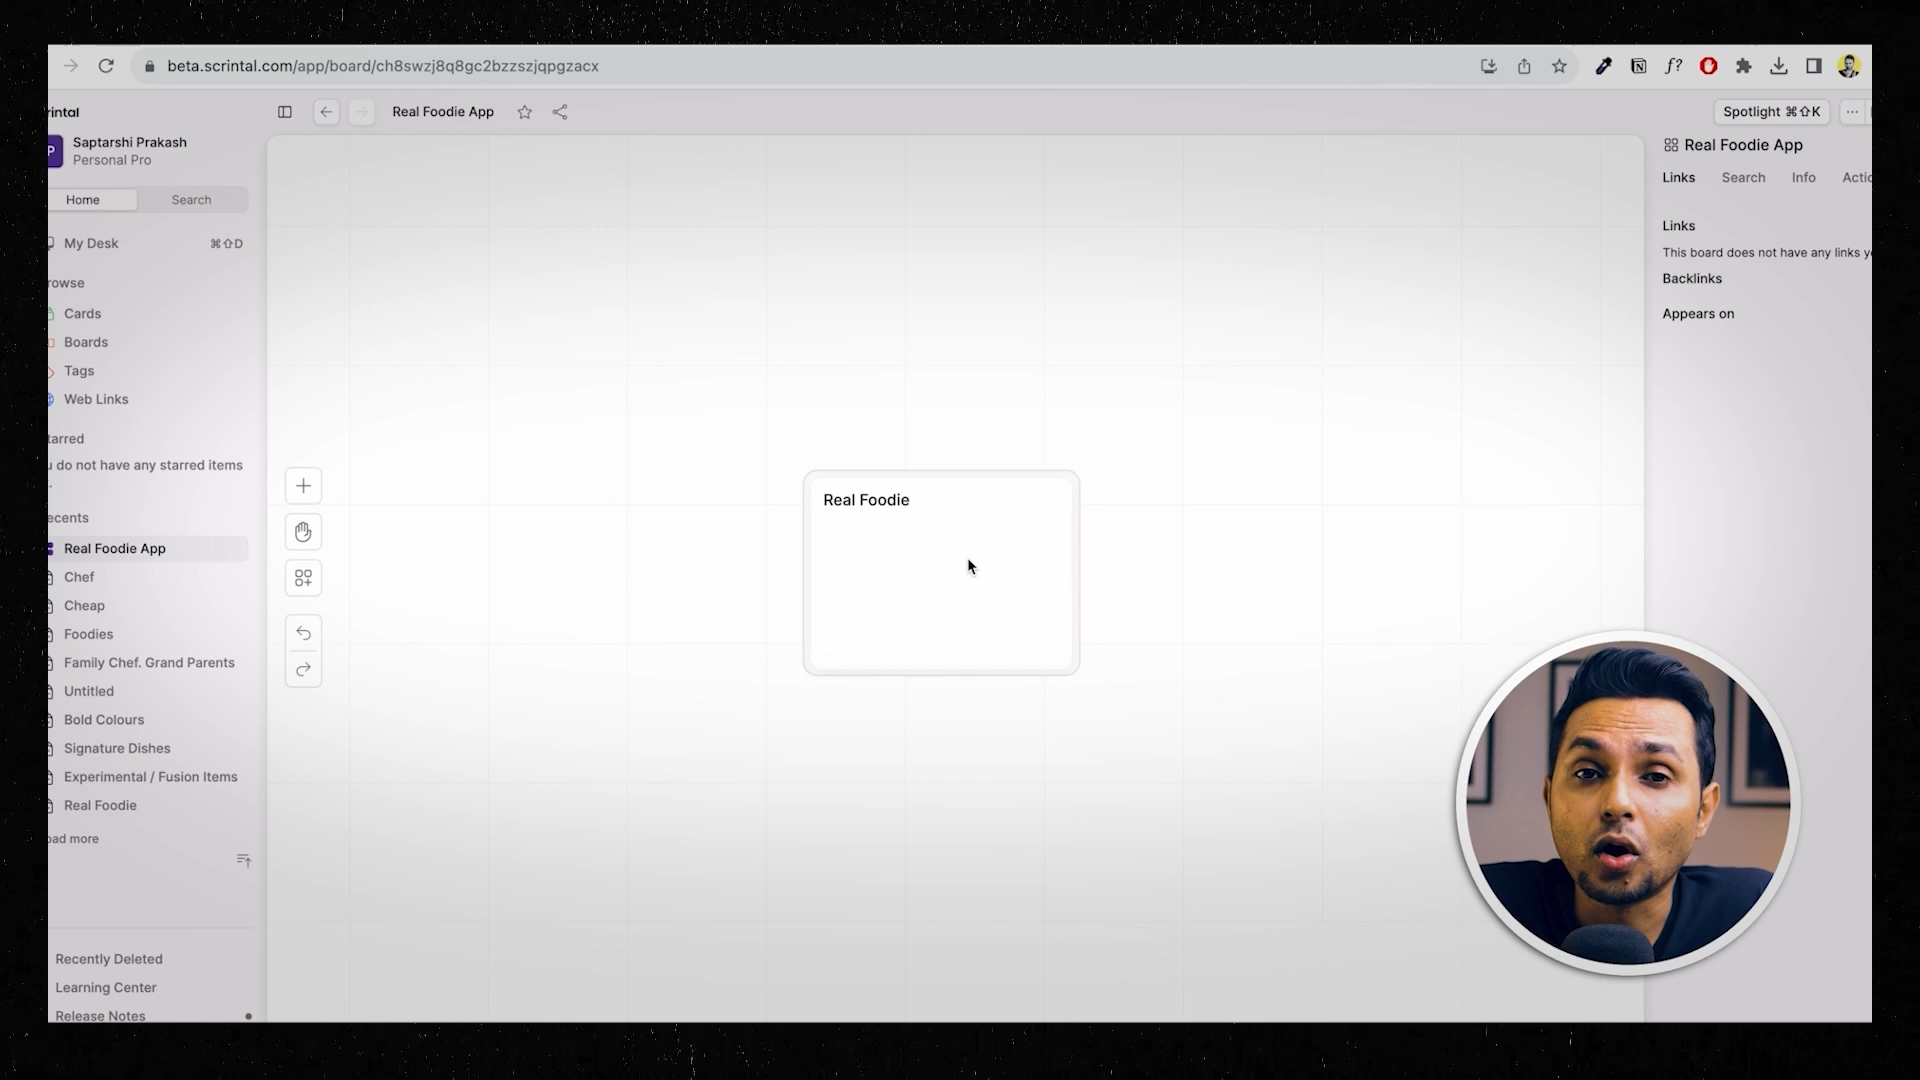 beta.scrintal.com/app/board/ch8swzj8q8gc2bzzszjqpgzacx
f?
rintal
Real Foodie App
Spotlight ⌘⇧K
P
Saptarshi Prakash
Personal Pro
Home
Search
My Desk
⌘⇧D
rowse
Cards
Boards
Tags
Web Links
tarred
u do not have any starred items
ecents
Real Foodie App
Chef
Cheap
Foodies
Family Chef. Grand Parents
Untitled
Bold Colours
Signature Dishes
Experimental / Fusion Items
Real Foodie
oad more
Recently Deleted
Learning Center
Release Notes
Real Foodie
Real Foodie App
Links
Search
Info
Actio
Links
This board does not have any links y
Backlinks
Appears on